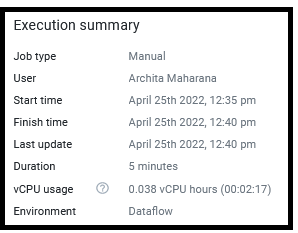 Execution summary
Job type Manual
User Archita Maharana
Start time April 25th 2022, 12:35 pm
Finish time April 25th 2022, 12:40 pm
Last update April 25th 2022, 12:40 pm
Duration 5 minutes
vCPU usage ? 0.038 vCPU hours (00:02:17)
Environment Dataflow